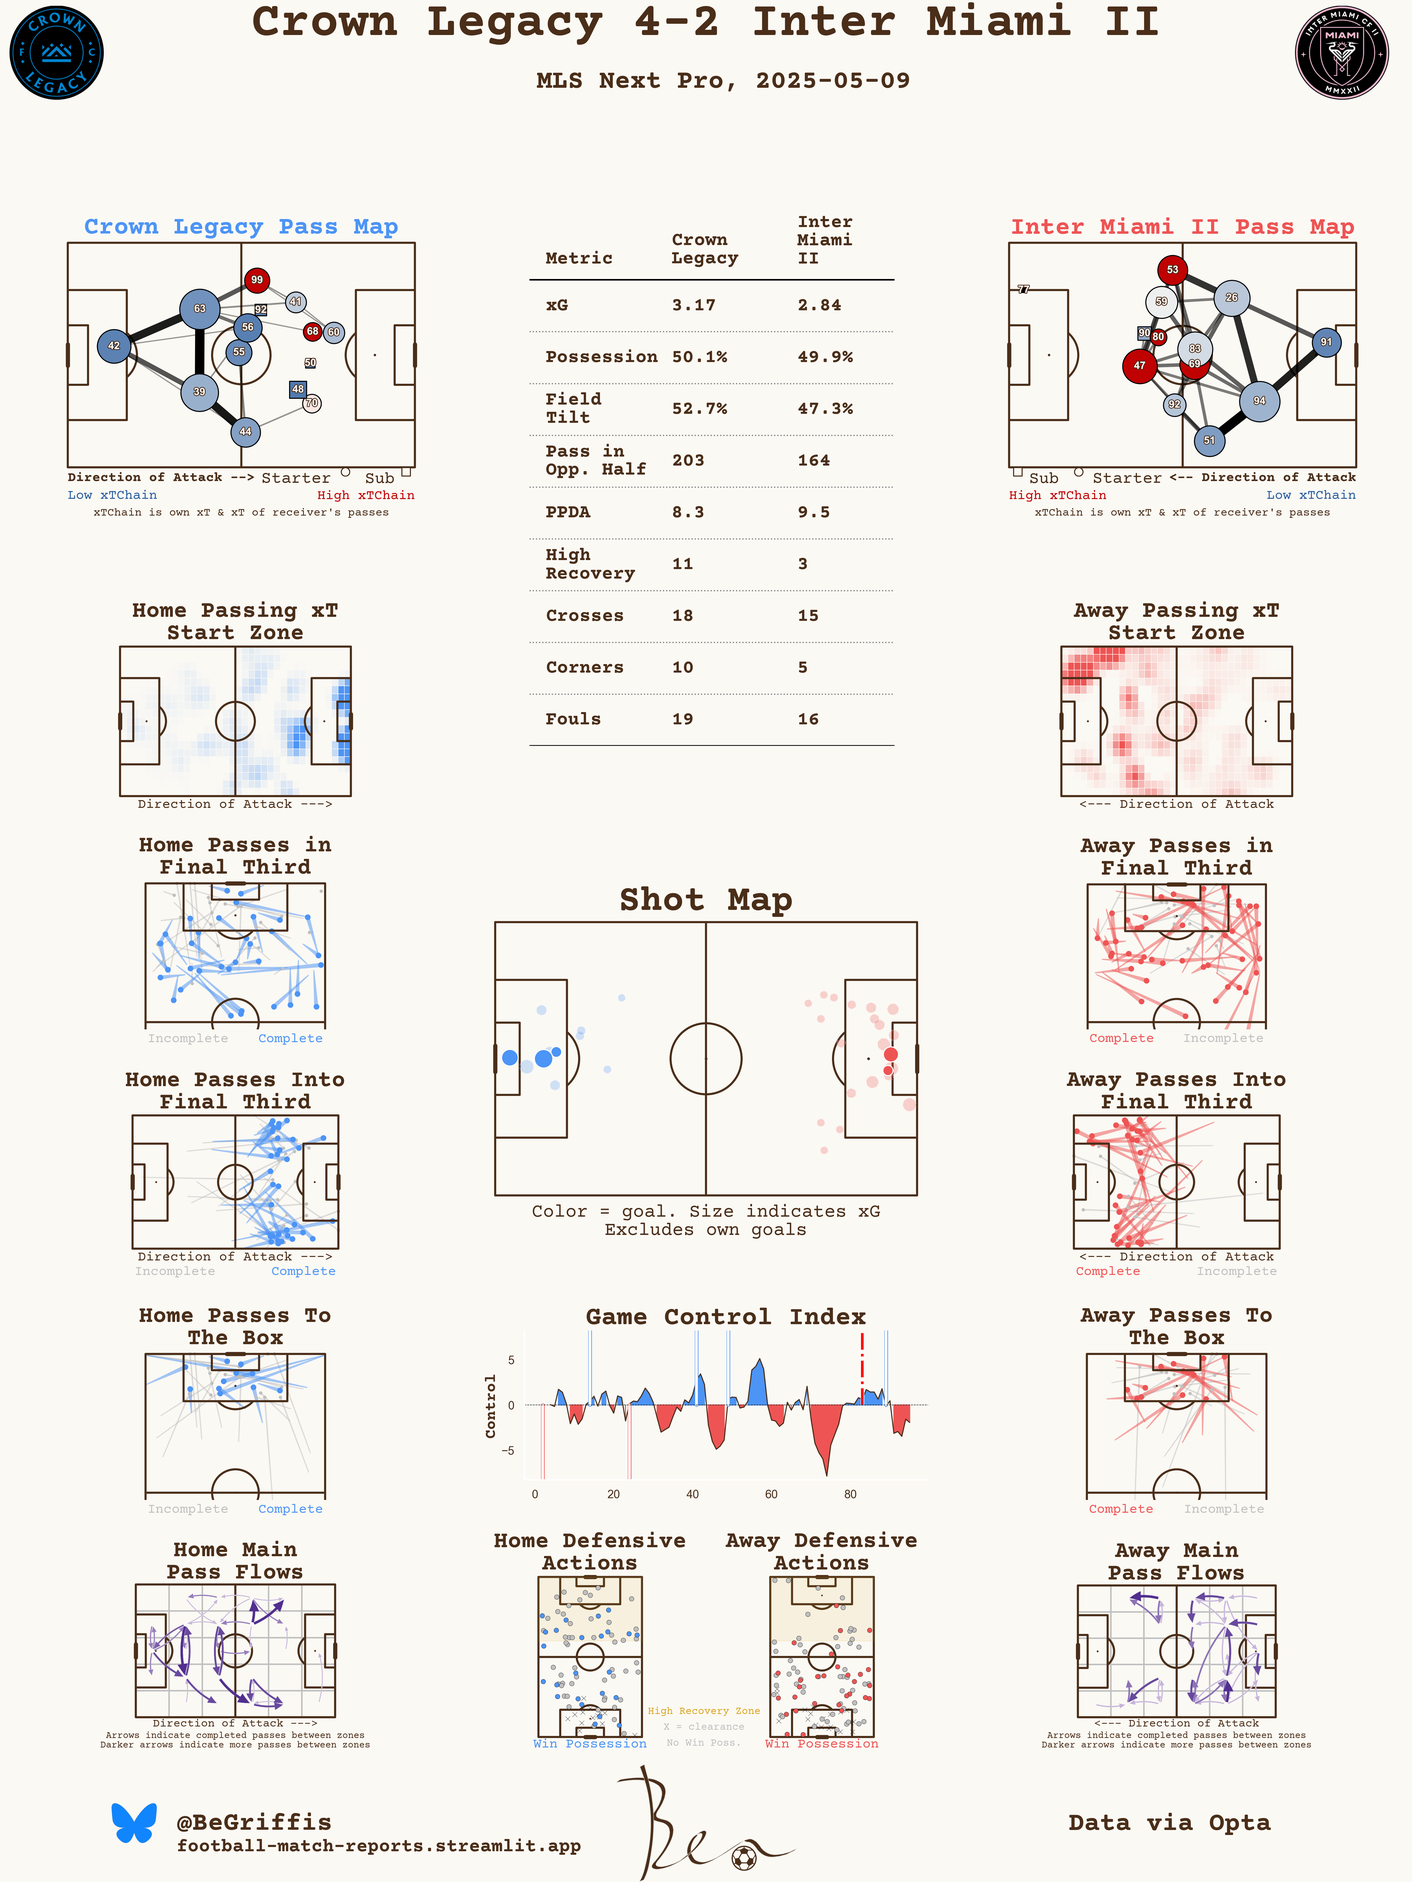 Crown Legacy 4-2 Inter Miami II
MLS Next Pro, 2025-05-09
CROWN
F C
LEGACY
INTER MIAMI CF II
MIAMI
MMXXII
Crown Legacy Pass Map
99
41
63
92
56
68
60
42
55
50
48
39
70
44
Direction of Attack --> Starter Sub
Low xTChain High xTChain
xTChain is own xT & xT of receiver's passes
Metric Crown Legacy Inter Miami II
xG 3.17 2.84
Possession 50.1% 49.9%
Field Tilt 52.7% 47.3%
Pass in Opp. Half 203 164
PPDA 8.3 9.5
High Recovery 11 3
Crosses 18 15
Corners 10 5
Fouls 19 16
Inter Miami II Pass Map
53
77
59
26
90
80
91
83
47
69
92
94
51
Sub Starter <-- Direction of Attack
High xTChain Low xTChain
xTChain is own xT & xT of receiver's passes
Home Passing xT
Start Zone
Direction of Attack --->
Away Passing xT
Start Zone
<--- Direction of Attack
Home Passes in
Final Third
Incomplete Complete
Away Passes in
Final Third
Complete Incomplete
Shot Map
Color = goal. Size indicates xG
Excludes own goals
Home Passes Into
Final Third
Direction of Attack --->
Incomplete Complete
Away Passes Into
Final Third
<--- Direction of Attack
Complete Incomplete
Home Passes To
The Box
Incomplete Complete
Game Control Index
Control
5
0
−5
0 20 40 60 80
Away Passes To
The Box
Complete Incomplete
Home Main
Pass Flows
Direction of Attack --->
Arrows indicate completed passes between zones
Darker arrows indicate more passes between zones
Home Defensive
Actions
Win Possession
High Recovery Zone
X = clearance
No Win Poss.
Away Defensive
Actions
Win Possession
Away Main
Pass Flows
<--- Direction of Attack
Arrows indicate completed passes between zones
Darker arrows indicate more passes between zones
@BeGriffis
football-match-reports.streamlit.app
Ben
Data via Opta